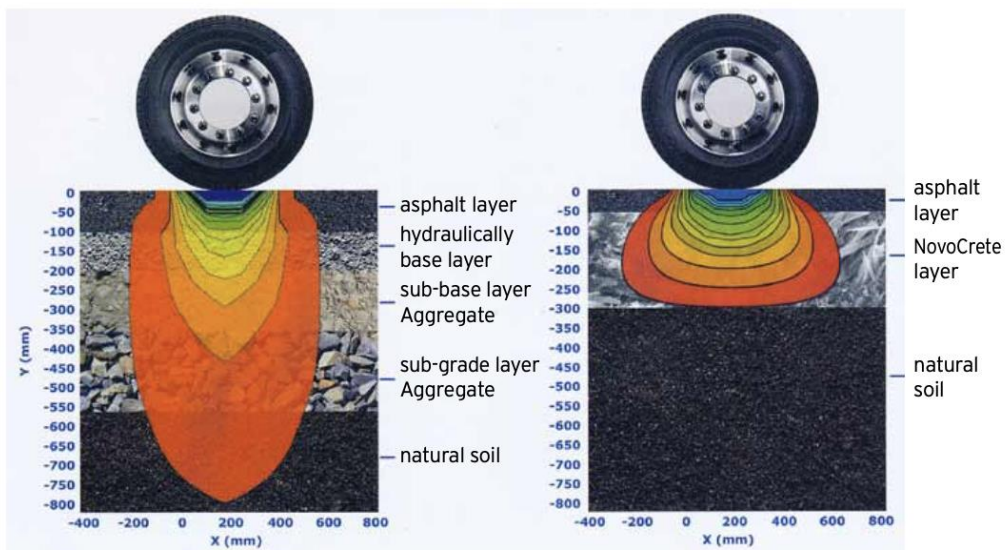 0
-50
-100
-150
-200
-250
-300
-350
-400
-450
-500
-550
-600
-650
-700
-750
-800
Y (mm)
-400 -200 0 200 400 600 800
X (mm)
asphalt layer
hydraulically
base layer
sub-base layer
Aggregate
sub-grade layer
Aggregate
natural soil
0
-50
-100
-150
-200
-250
-300
-350
-400
-450
-500
-550
-600
-650
-700
-750
-800
-400 -200 0 200 400 600 800
X (mm)
asphalt
layer
NovoCrete
layer
natural
soil